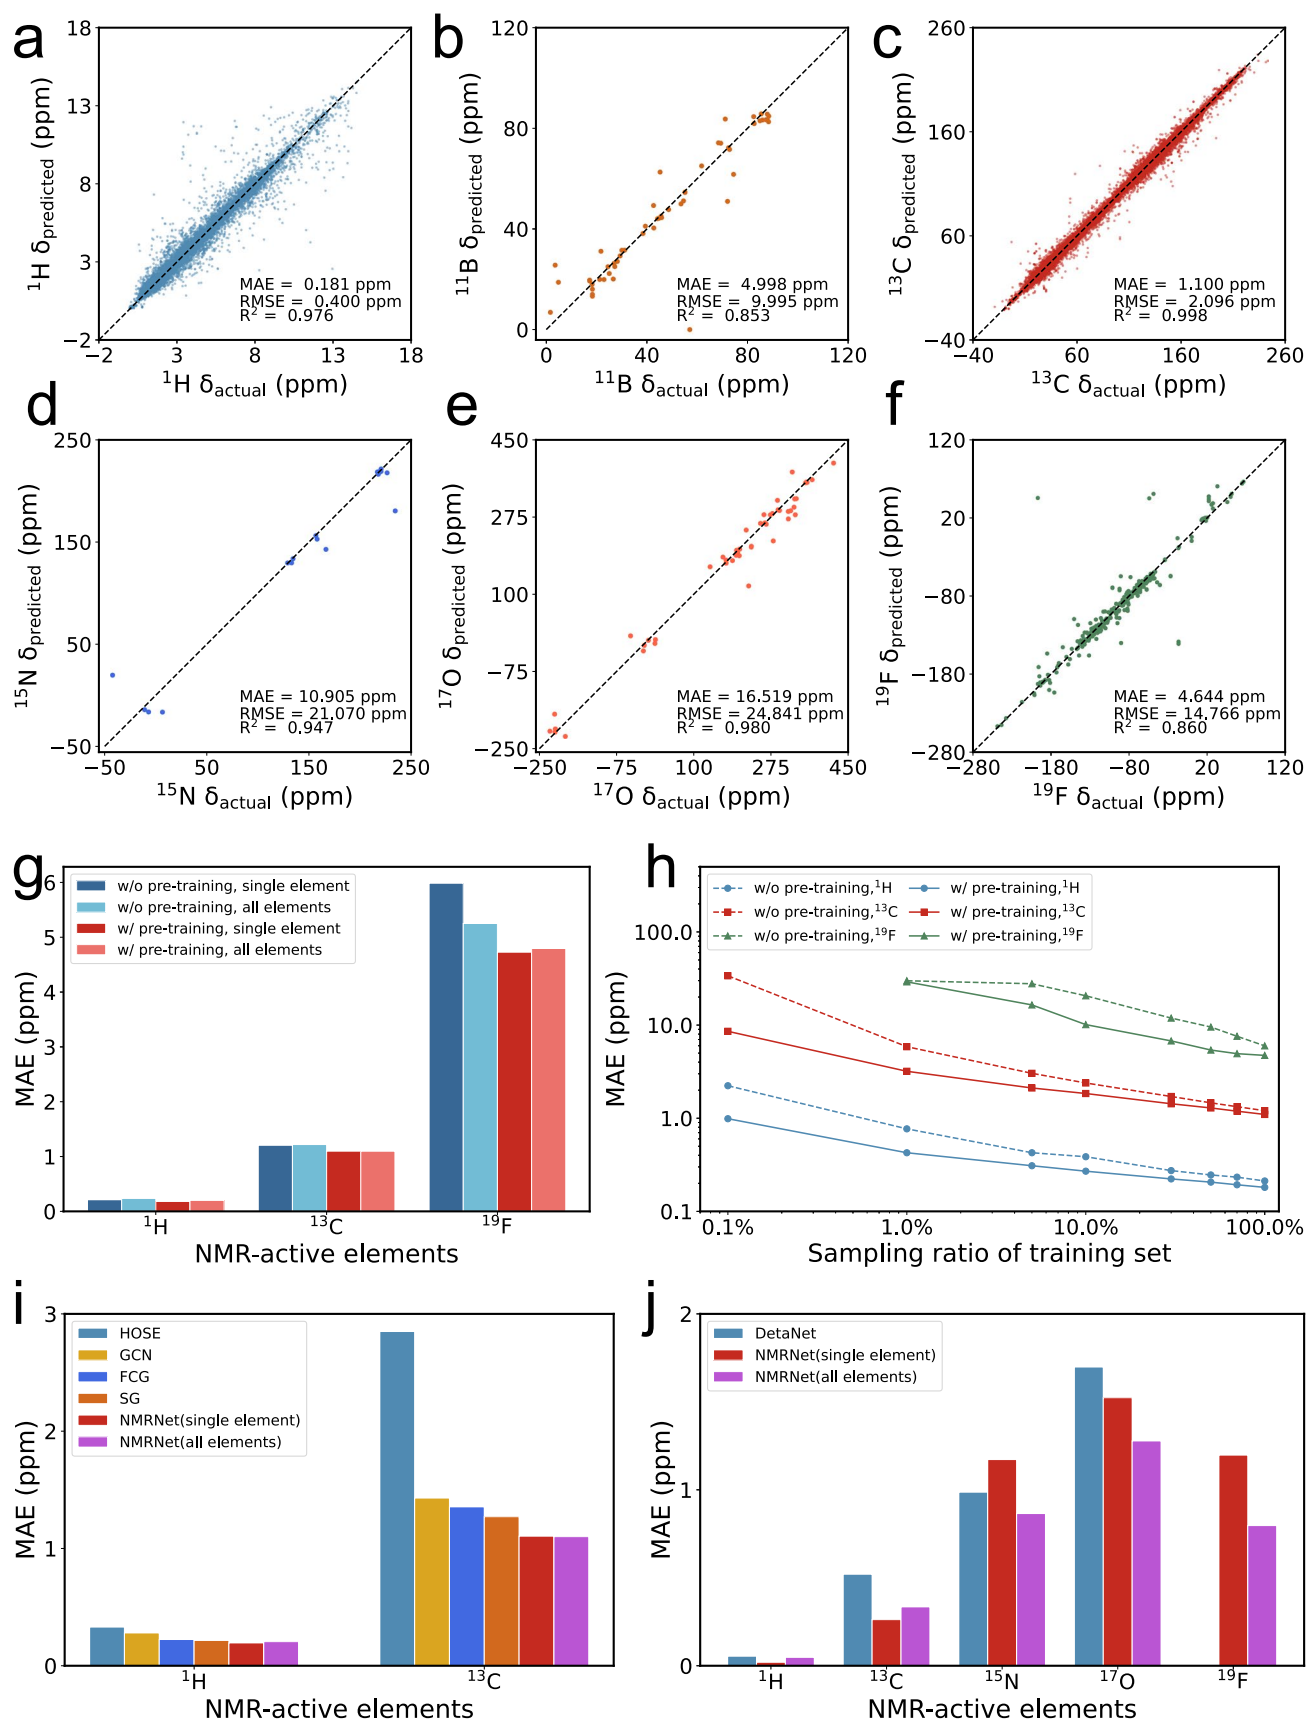 a
18
13
8
3
−2
−2 3 8 13 18
¹H δpredicted (ppm)
¹H δactual (ppm)
MAE = 0.181 ppm
RMSE = 0.400 ppm
R² = 0.976
b
120
80
40
0
0 40 80 120
¹¹B δpredicted (ppm)
¹¹B δactual (ppm)
MAE = 4.998 ppm
RMSE = 9.995 ppm
R² = 0.853
c
260
160
60
−40
−40 60 160 260
¹³C δpredicted (ppm)
¹³C δactual (ppm)
MAE = 1.100 ppm
RMSE = 2.096 ppm
R² = 0.998
d
250
150
50
−50
−50 50 150 250
¹⁵N δpredicted (ppm)
¹⁵N δactual (ppm)
MAE = 10.905 ppm
RMSE = 21.070 ppm
R² = 0.947
e
450
275
100
−75
−250
−250 −75 100 275 450
¹⁷O δpredicted (ppm)
¹⁷O δactual (ppm)
MAE = 16.519 ppm
RMSE = 24.841 ppm
R² = 0.980
f
120
20
−80
−180
−280
−280 −180 −80 20 120
¹⁹F δpredicted (ppm)
¹⁹F δactual (ppm)
MAE = 4.644 ppm
RMSE = 14.766 ppm
R² = 0.860
g
w/o pre-training, single element
w/o pre-training, all elements
w/ pre-training, single element
w/ pre-training, all elements
6
5
4
3
2
1
0
MAE (ppm)
¹H ¹³C ¹⁹F
NMR-active elements
h
w/o pre-training,¹H w/ pre-training,¹H
w/o pre-training,¹³C w/ pre-training,¹³C
w/o pre-training,¹⁹F w/ pre-training,¹⁹F
100.0
10.0
1.0
0.1
MAE (ppm)
0.1% 1.0% 10.0% 100.0%
Sampling ratio of training set
i
HOSE
GCN
FCG
SG
NMRNet(single element)
NMRNet(all elements)
3
2
1
0
MAE (ppm)
¹H ¹³C
NMR-active elements
j
DetaNet
NMRNet(single element)
NMRNet(all elements)
2
1
0
MAE (ppm)
¹H ¹³C ¹⁵N ¹⁷O ¹⁹F
NMR-active elements